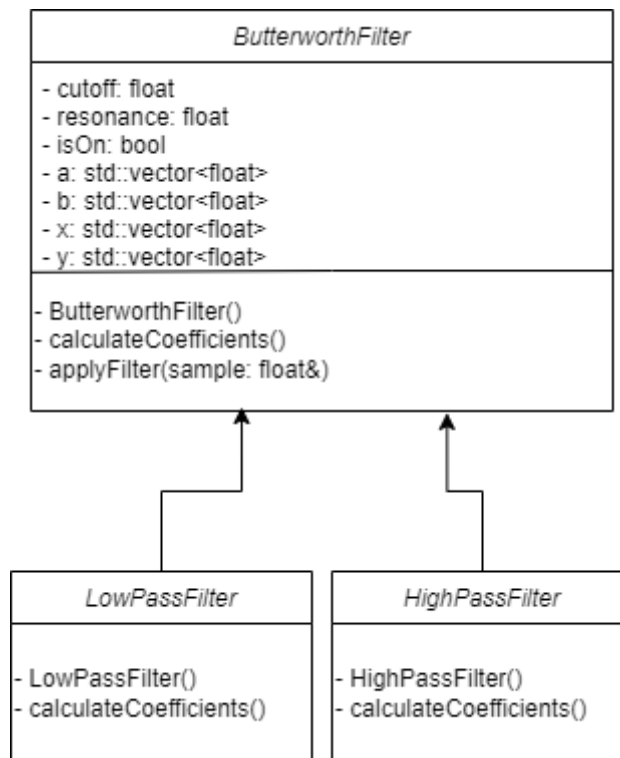 ButterworthFilter
- cutoff: float
- resonance: float
- isOn: bool
- a: std::vector<float>
- b: std::vector<float>
- x: std::vector<float>
- y: std::vector<float>
- ButterworthFilter()
- calculateCoefficients()
- applyFilter(sample: float&)
LowPassFilter
- LowPassFilter()
- calculateCoefficients()
HighPassFilter
- HighPassFilter()
- calculateCoefficients()